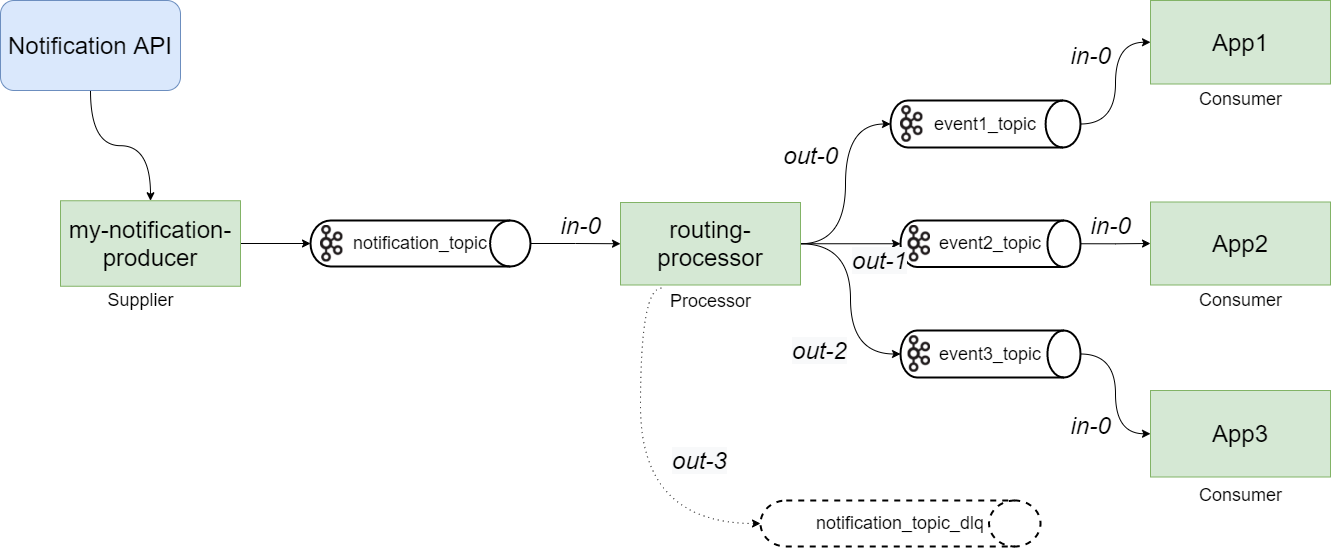 Notification API
my-notification-
producer
Supplier
notification_topic
in-0
routing-
processor
Processor
out-0
out-1
out-2
out-3
event1_topic
event2_topic
event3_topic
notification_topic_dlq
in-0
App1
Consumer
in-0
App2
Consumer
in-0
App3
Consumer